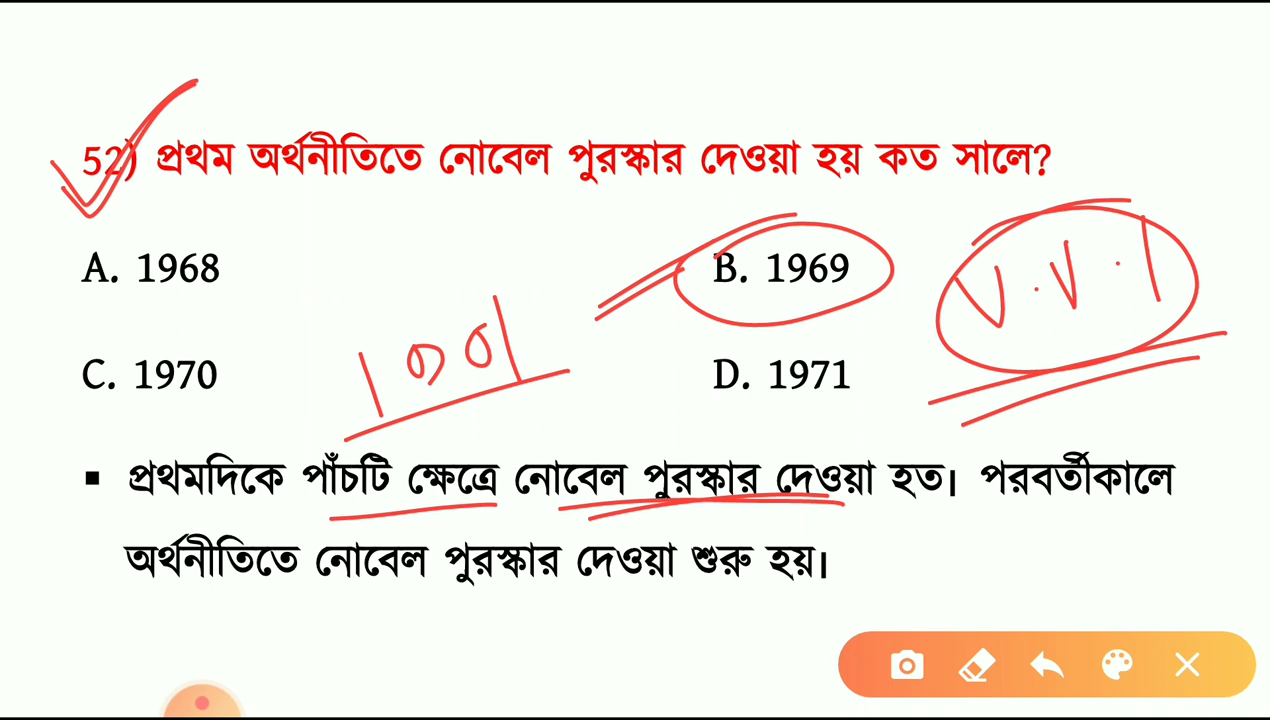 52) প্রথম অর্থনীতিতে নোবেল পুরস্কার দেওয়া হয় কত সালে?
A. 1968
B. 1969
V.V.I
C. 1970
D. 1971
▪ প্রথমদিকে পাঁচটি ক্ষেত্রে নোবেল পুরস্কার দেওয়া হত। পরবর্তীকালে
অর্থনীতিতে নোবেল পুরস্কার দেওয়া শুরু হয়।